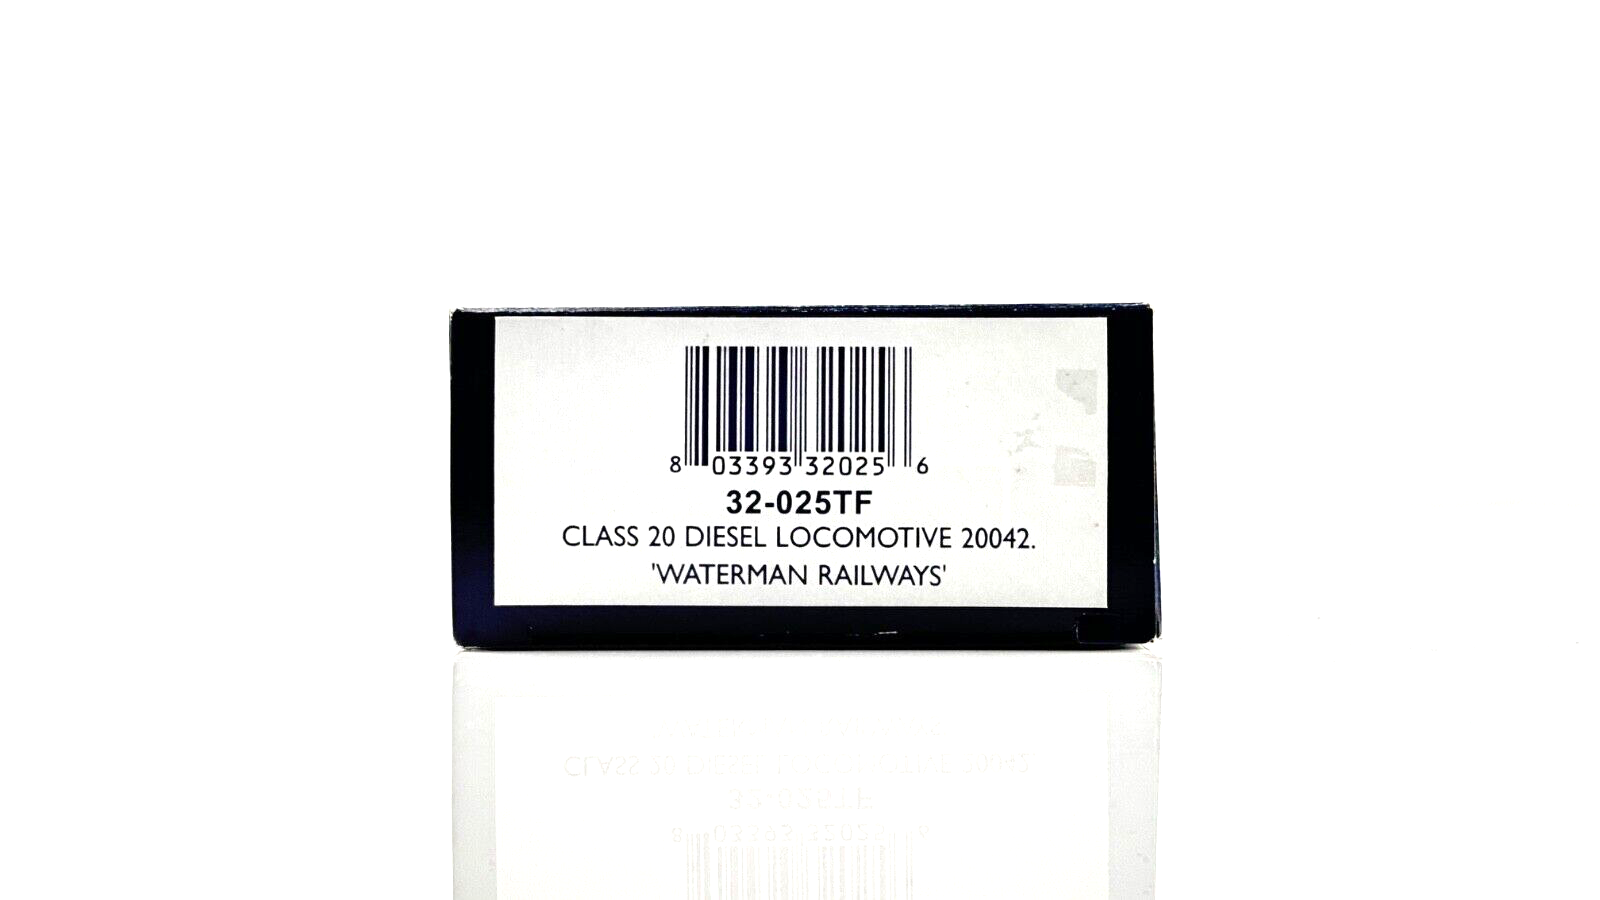 8 03393 32025 6
32-025TF
CLASS 20 DIESEL LOCOMOTIVE 20042.
'WATERMAN RAILWAYS'